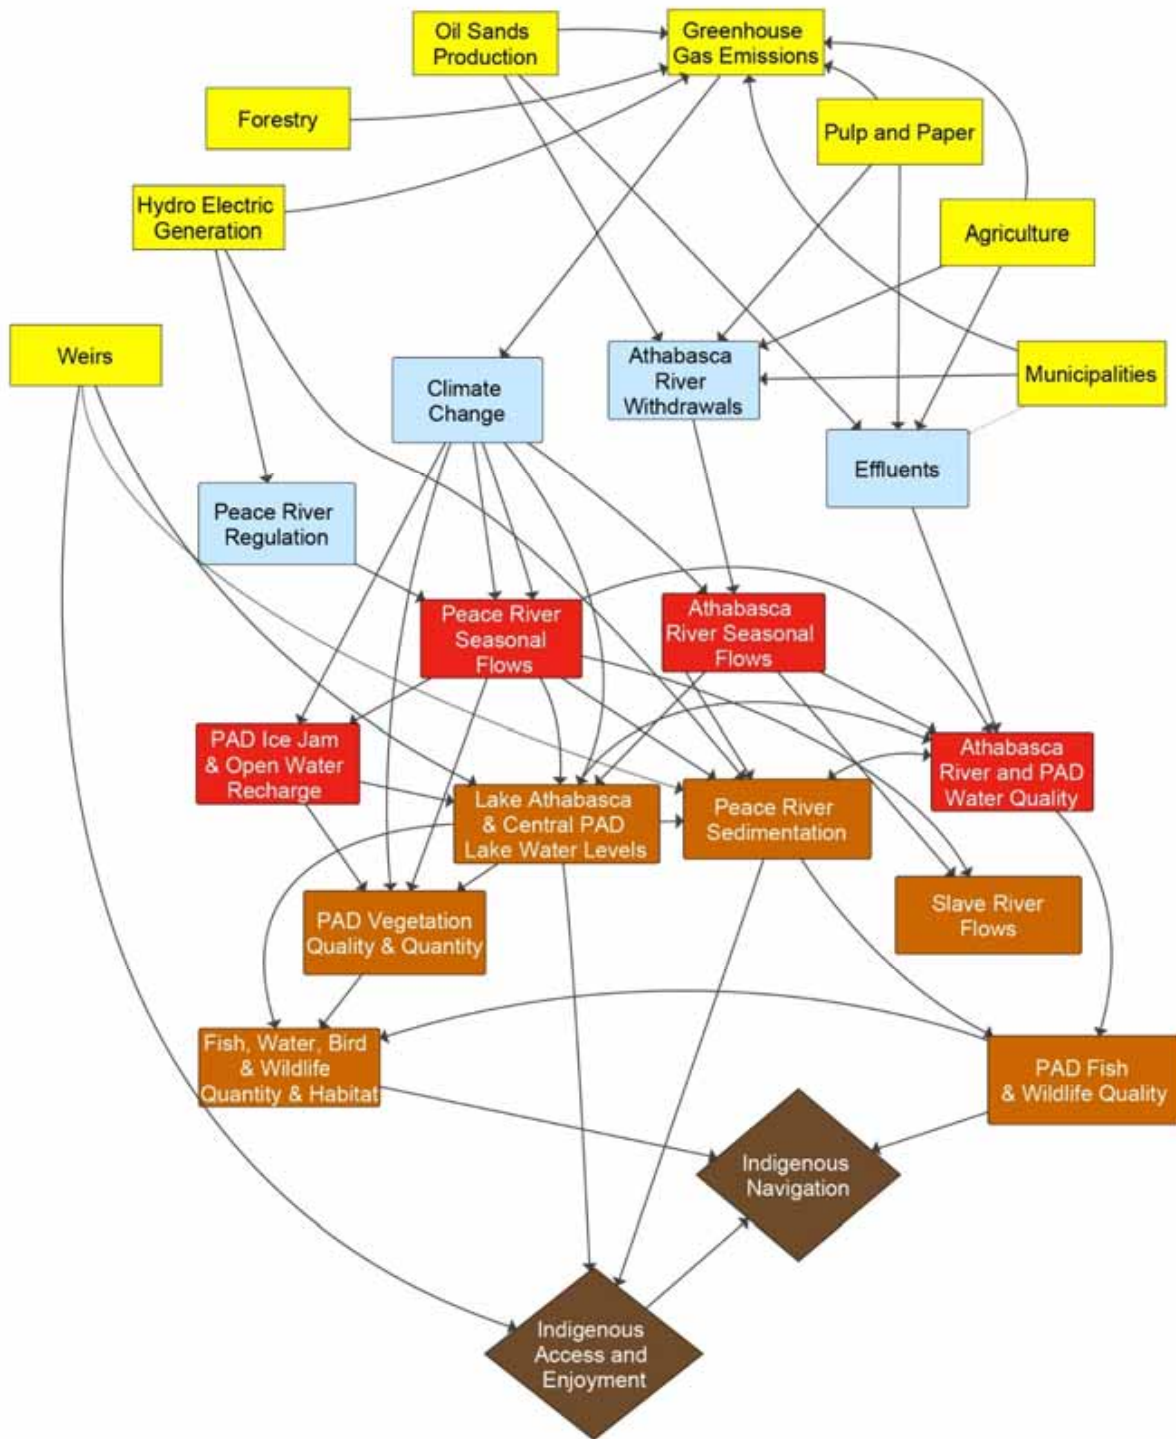 Oil Sands
Production
Greenhouse
Gas Emissions
Forestry
Pulp and Paper
Hydro Electric
Generation
Agriculture
Weirs
Climate
Change
Athabasca
River
Withdrawals
Municipalities
Effluents
Peace River
Regulation
Peace River
Seasonal
Flows
Athabasca
River Seasonal
Flows
PAD Ice Jam
& Open Water
Recharge
Lake Athabasca
& Central PAD
Lake Water Levels
Peace River
Sedimentation
Athabasca
River and PAD
Water Quality
PAD Vegetation
Quality & Quantity
Slave River
Flows
Fish, Water, Bird
& Wildlife
Quantity & Habitat
PAD Fish
& Wildlife Quality
Indigenous
Navigation
Indigenous
Access and
Enjoyment